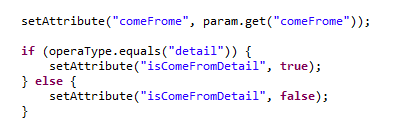 setAttribute("comeFrome", param.get("comeFrome"));
if (operaType.equals("detail")) {
setAttribute("isComeFromDetail", true);
} else {
setAttribute("isComeFromDetail", false);
}